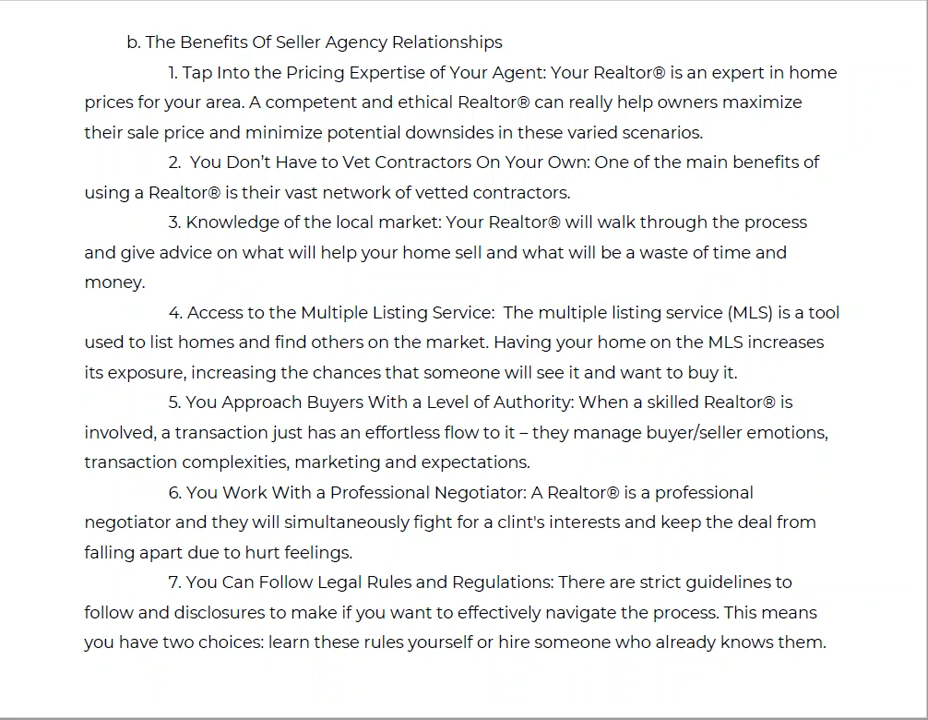 b. The Benefits Of Seller Agency Relationships
1. Tap Into the Pricing Expertise of Your Agent: Your Realtor® is an expert in home
prices for your area. A competent and ethical Realtor® can really help owners maximize
their sale price and minimize potential downsides in these varied scenarios.
2.  You Don’t Have to Vet Contractors On Your Own: One of the main benefits of
using a Realtor® is their vast network of vetted contractors.
3. Knowledge of the local market: Your Realtor® will walk through the process
and give advice on what will help your home sell and what will be a waste of time and
money.
4. Access to the Multiple Listing Service:  The multiple listing service (MLS) is a tool
used to list homes and find others on the market. Having your home on the MLS increases
its exposure, increasing the chances that someone will see it and want to buy it.
5. You Approach Buyers With a Level of Authority: When a skilled Realtor® is
involved, a transaction just has an effortless flow to it – they manage buyer/seller emotions,
transaction complexities, marketing and expectations.
6. You Work With a Professional Negotiator: A Realtor® is a professional
negotiator and they will simultaneously fight for a clint's interests and keep the deal from
falling apart due to hurt feelings.
7. You Can Follow Legal Rules and Regulations: There are strict guidelines to
follow and disclosures to make if you want to effectively navigate the process. This means
you have two choices: learn these rules yourself or hire someone who already knows them.